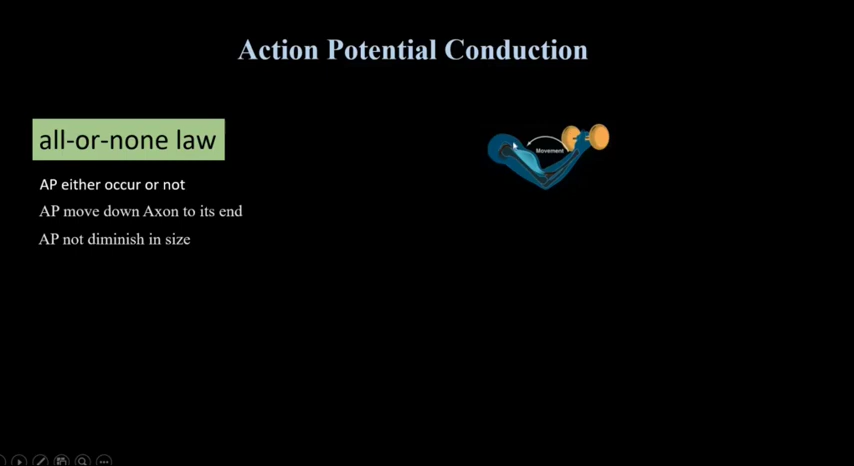 Action Potential Conduction
all-or-none law
Movement
AP either occur or not
AP move down Axon to its end
AP not diminish in size